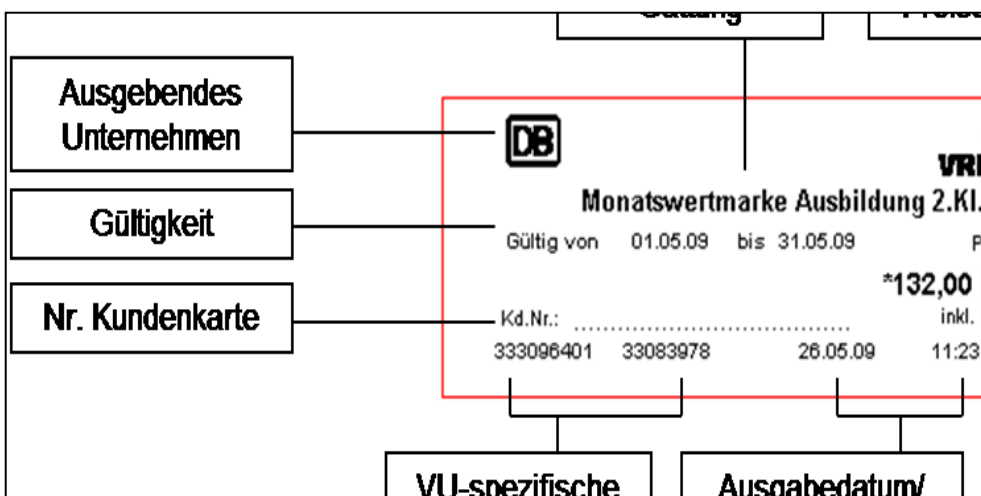 Ausgebendes
Unternehmen
DB
Monatswertmarke Ausbildung 2.Kl.
Gültigkeit
Gültig von 01.05.09 bis 31.05.09
*132,00
Nr. Kundenkarte
Kd.Nr.: inkl.
333096401 33083978 26.05.09 11:23
VU-spezifische
Ausgabedatum/